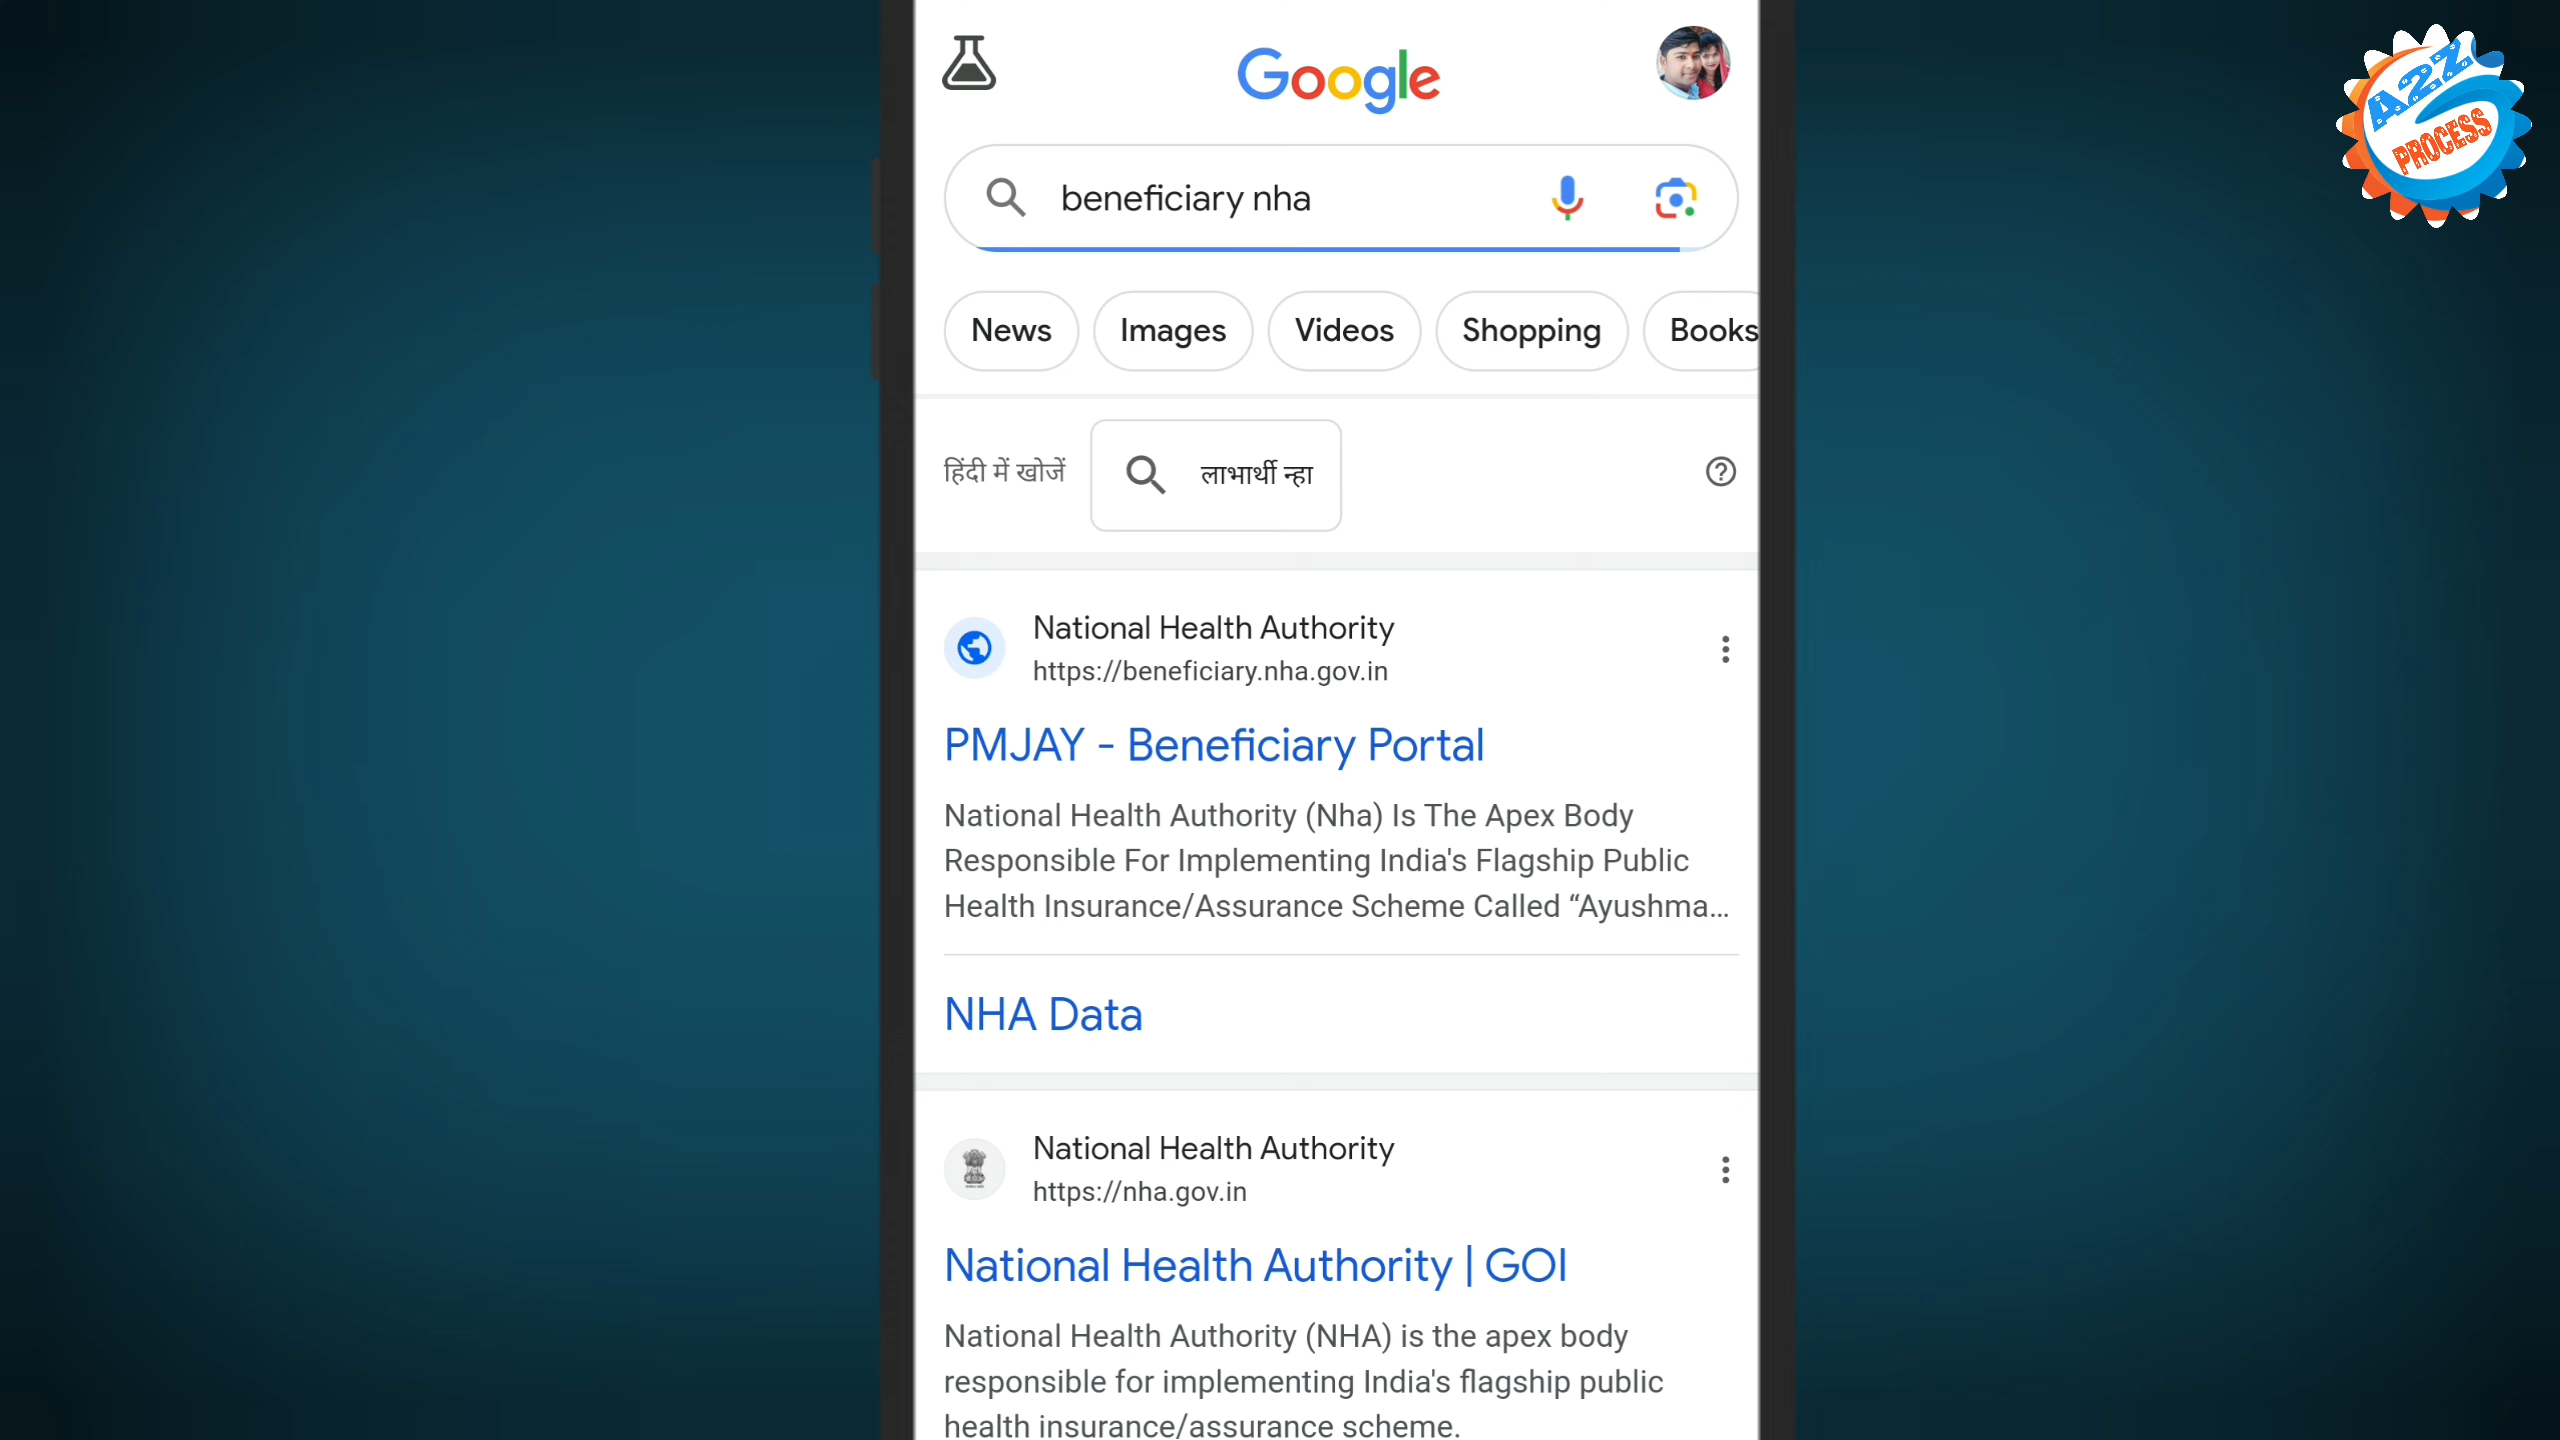 Google
A2Z
PROCESS
beneficiary nha
News Images Videos Shopping Books
हिंदी में खोजें लाभार्थी न्हा
National Health Authority
https://beneficiary.nha.gov.in
PMJAY - Beneficiary Portal
National Health Authority (Nha) Is The Apex Body
Responsible For Implementing India's Flagship Public
Health Insurance/Assurance Scheme Called “Ayushma...
NHA Data
National Health Authority
https://nha.gov.in
National Health Authority | GOI
National Health Authority (NHA) is the apex body
responsible for implementing India's flagship public
health insurance/assurance scheme.